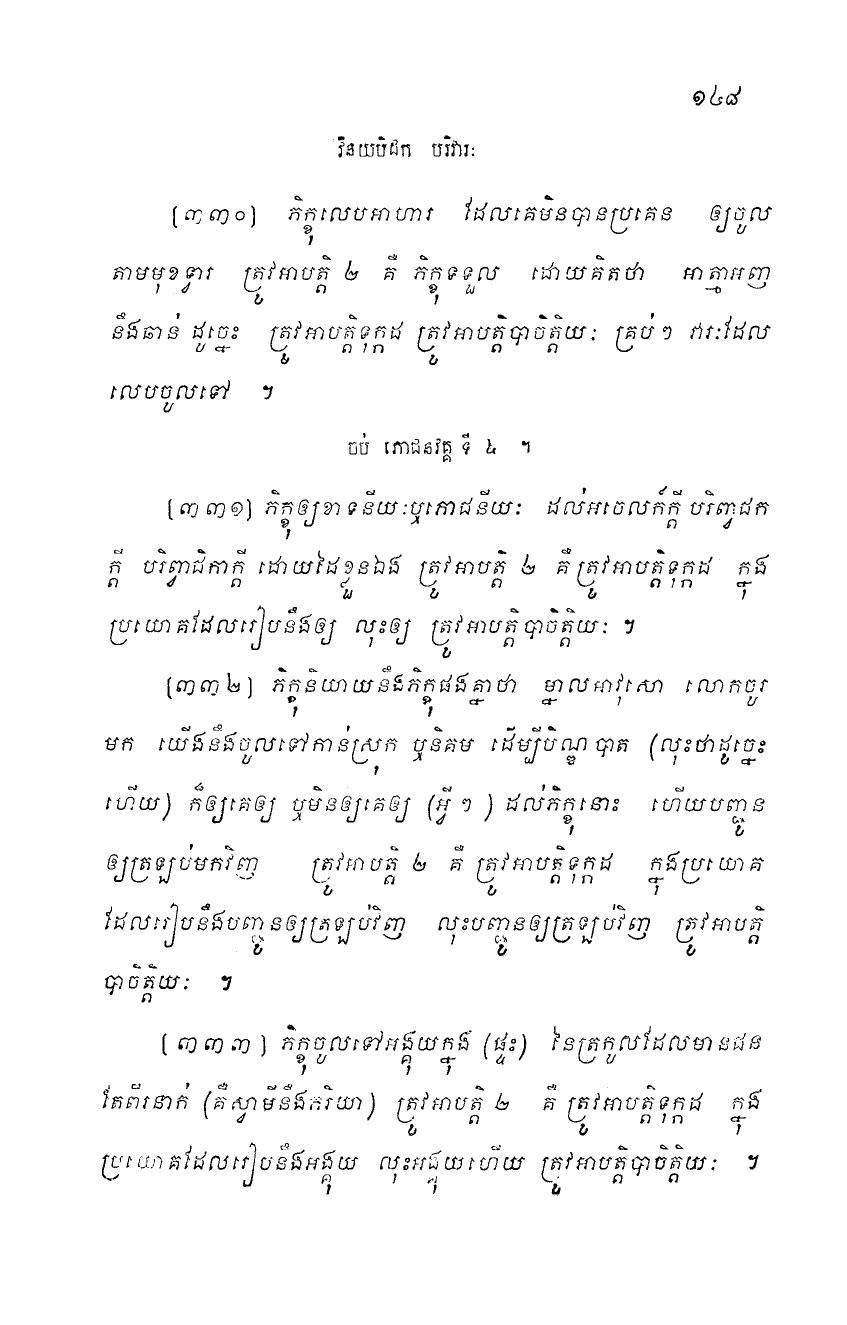 ១៤៨
វិនយបិដក បរិវារៈ
[៣៣០] ភិក្ខុលេបអាហារ ដែលគេមិនបានប្រគេន ឲ្យចូល
តាមមុខទ្វារ ត្រូវអាបត្តិ ២ គឺ ភិក្ខុទទួល ដោយគិតថា អាត្មាអញ
នឹងឆាន់ ដូច្នេះ ត្រូវអាបត្តិទុក្កដ ត្រូវអាបត្តិបាចិត្តិយៈ គ្រប់ៗ វារៈដែល
លេបចូលទៅ ។
ចប់ ភោជនវគ្គ ទី ៤ ។
[៣៣១] ភិក្ខុឲ្យខាទនីយៈឬភោជនីយៈ ដល់អចេលក៍ក្តី បរិព្វាជក
ក្តី បរិព្វាជិកាក្តី ដោយដៃខ្លួនឯង ត្រូវអាបត្តិ ២ គឺ ត្រូវអាបត្តិទុក្កដ ក្នុង
ប្រយោគដែលរៀបនឹងឲ្យ លុះឲ្យ ត្រូវអាបត្តិបាចិត្តិយៈ ។
[៣៣២] ភិក្ខុនិយាយនឹងភិក្ខុផងគ្នាថា ម្នាលអាវុសោ លោកចូរ
មក យើងនឹងចូលទៅកាន់ស្រុក ឬនិគម ដើម្បីបិណ្ឌបាត (លុះថាដូច្នេះ
ហើយ) ក៏ឲ្យគេឲ្យ ឬមិនឲ្យគេឲ្យ (អ្វីៗ) ដល់ភិក្ខុនោះ ហើយបញ្ជូន
ឲ្យត្រឡប់មកវិញ ត្រូវអាបត្តិ ២ គឺ ត្រូវអាបត្តិទុក្កដ ក្នុងប្រយោគ
ដែលរៀបនឹងបញ្ជូនឲ្យត្រឡប់វិញ លុះបញ្ជូនឲ្យត្រឡប់វិញ ត្រូវអាបត្តិ
បាចិត្តិយៈ ។
[៣៣៣] ភិក្ខុចូលទៅអង្គុយក្នុង (ផ្ទះ) នៃត្រកូលដែលមានជន
តែពីរនាក់ (គឺស្វាមីនឹងភរិយា) ត្រូវអាបត្តិ ២ គឺ ត្រូវអាបត្តិទុក្កដ ក្នុង
ប្រយោគដែលរៀបនឹងអង្គុយ លុះអង្គុយហើយ ត្រូវអាបត្តិបាចិត្តិយៈ ។